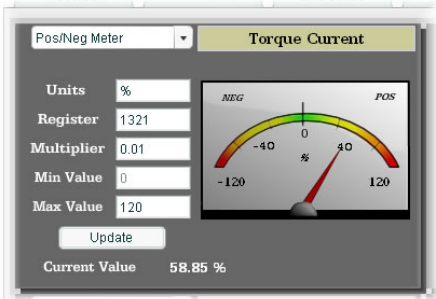 Pos/Neg Meter
Torque Current
Units %
Register 1321
Multiplier 0.01
Min Value 0
Max Value 120
Update
Current Value 58.85 %
NEG POS
0
-40 40
%
-120 120